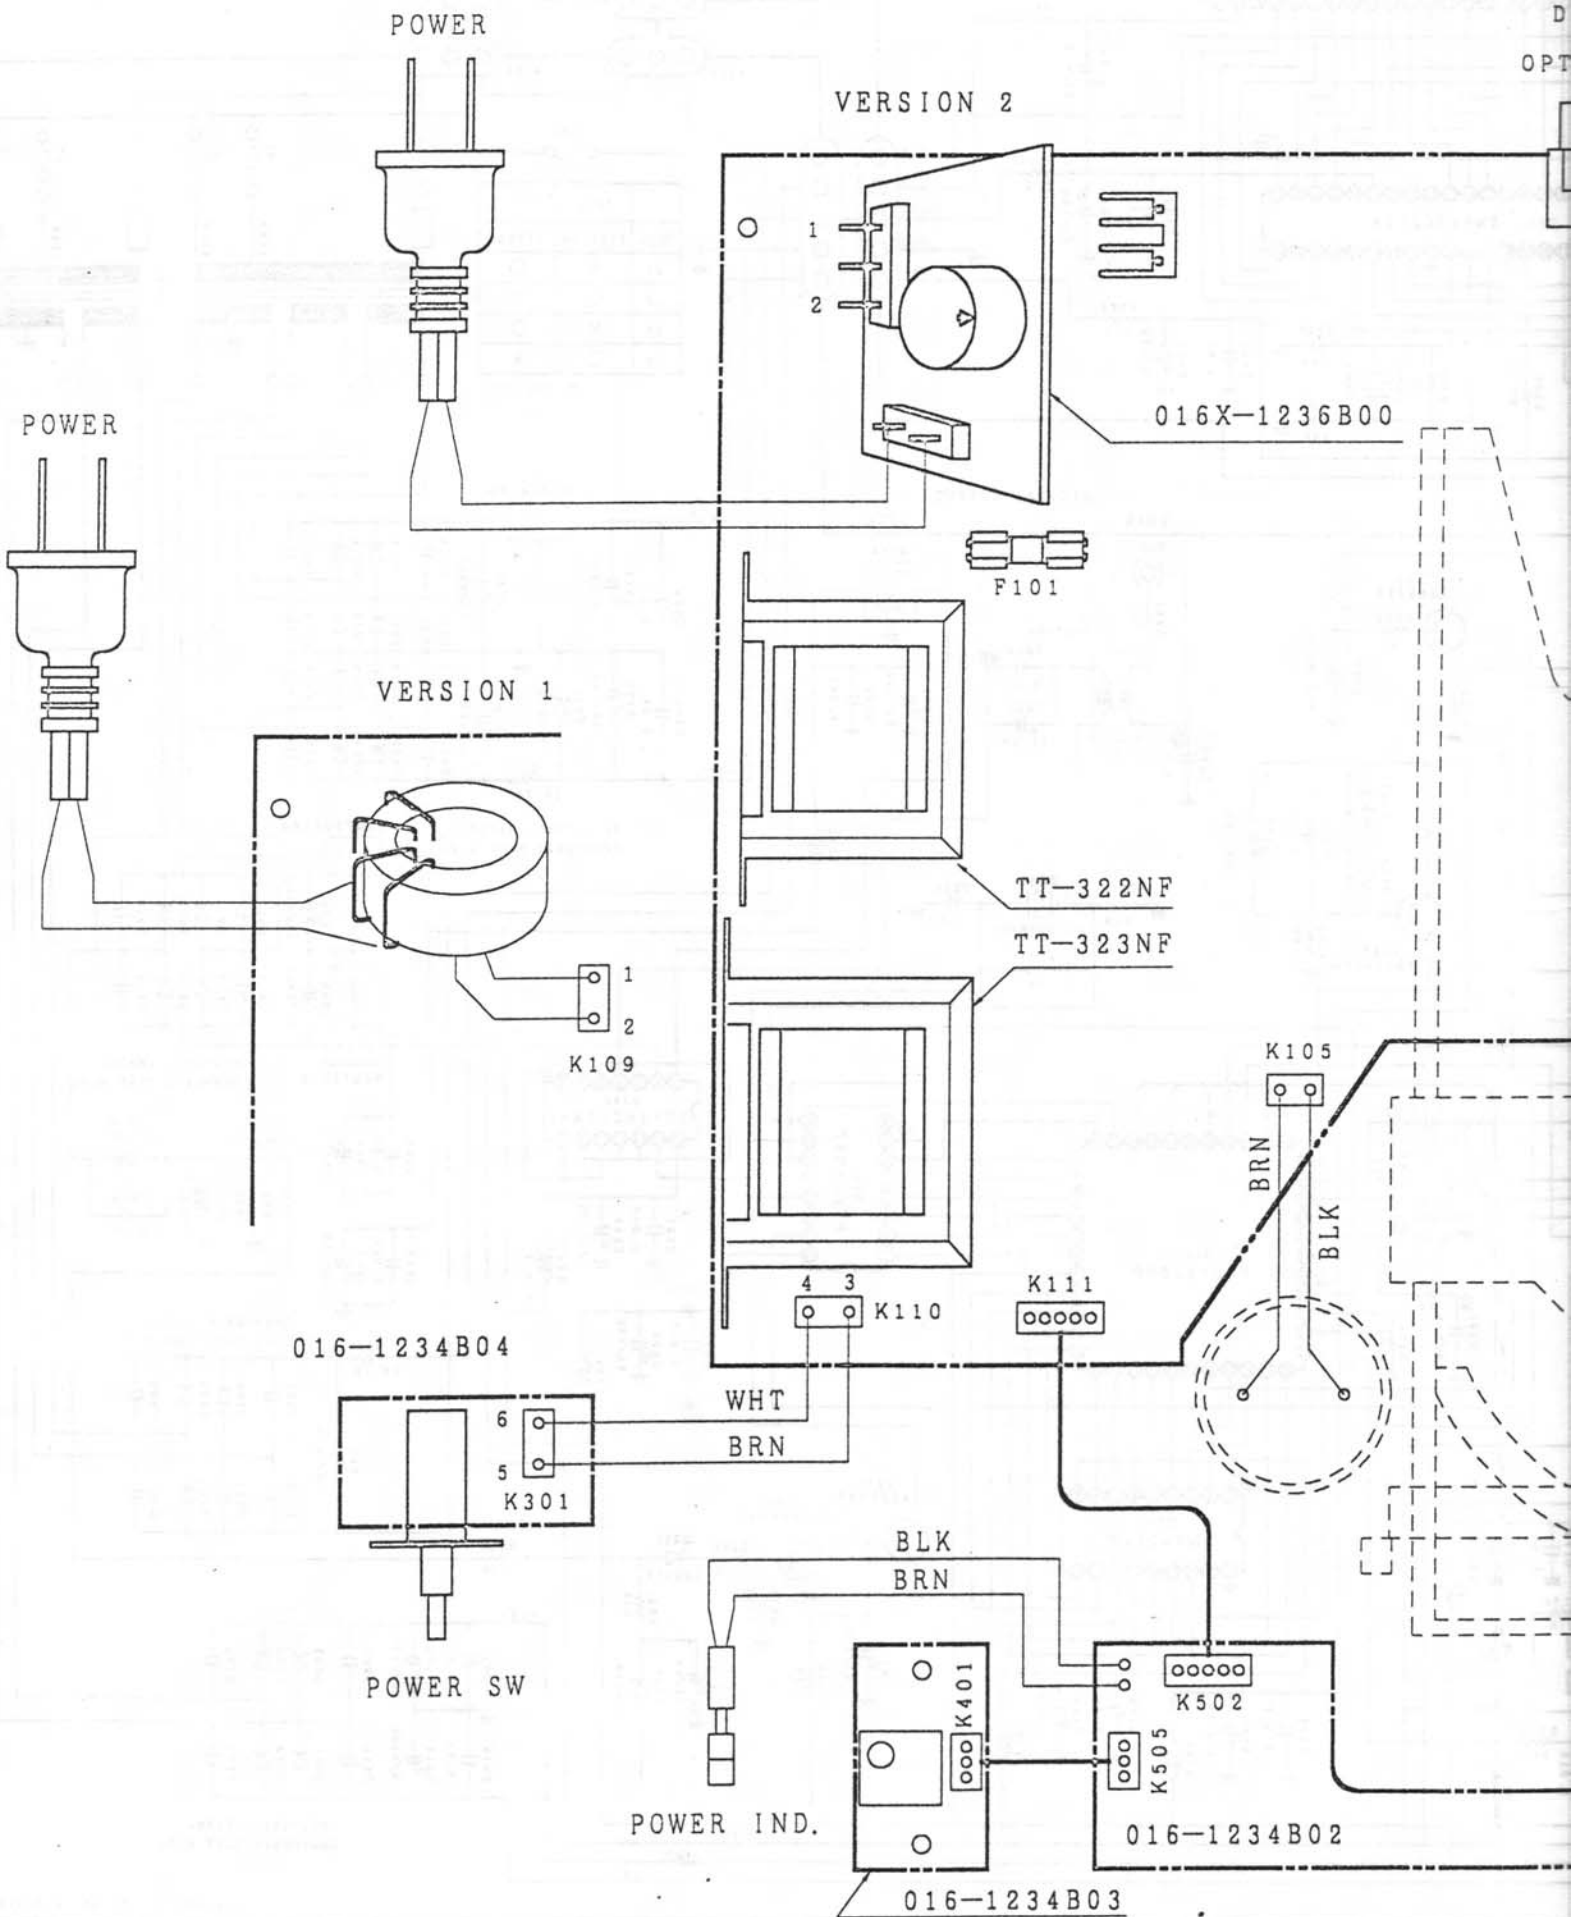 POWER
D
OPT
VERSION 2
1
2
016X—1236B00
POWER
F101
VERSION 1
TT—322NF
TT—323NF
1
2
K109
K105
BRN
BLK
4 3
K110
K111
016—1234B04
WHT
6
BRN
5
K301
BLK
BRN
POWER SW
K401
K502
K505
POWER IND.
016—1234B02
016—1234B03